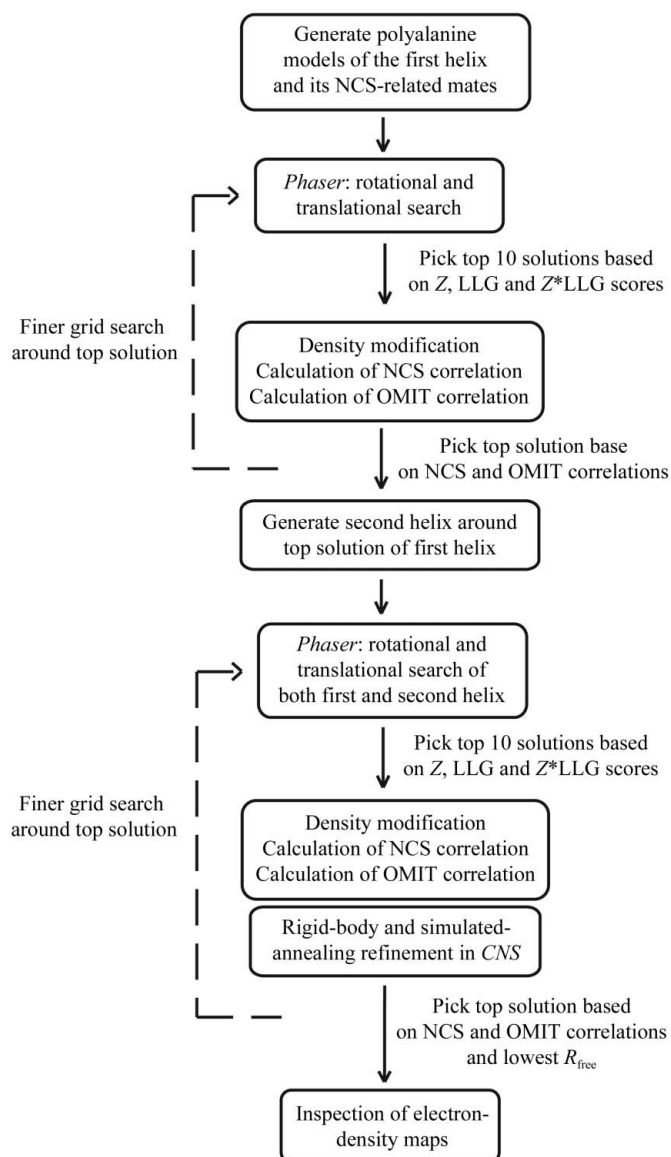 Generate polyalanine
models of the first helix
and its NCS-related mates
Phaser: rotational and
translational search
Pick top 10 solutions based
on Z, LLG and Z*LLG scores
Finer grid search
around top solution
Density modification
Calculation of NCS correlation
Calculation of OMIT correlation
Pick top solution base
on NCS and OMIT correlations
Generate second helix around
top solution of first helix
Phaser: rotational and
translational search of
both first and second helix
Pick top 10 solutions based
on Z, LLG and Z*LLG scores
Finer grid search
around top solution
Density modification
Calculation of NCS correlation
Calculation of OMIT correlation
Rigid-body and simulated-
annealing refinement in CNS
Pick top solution based
on NCS and OMIT correlations
and lowest Rfree
Inspection of electron-
density maps